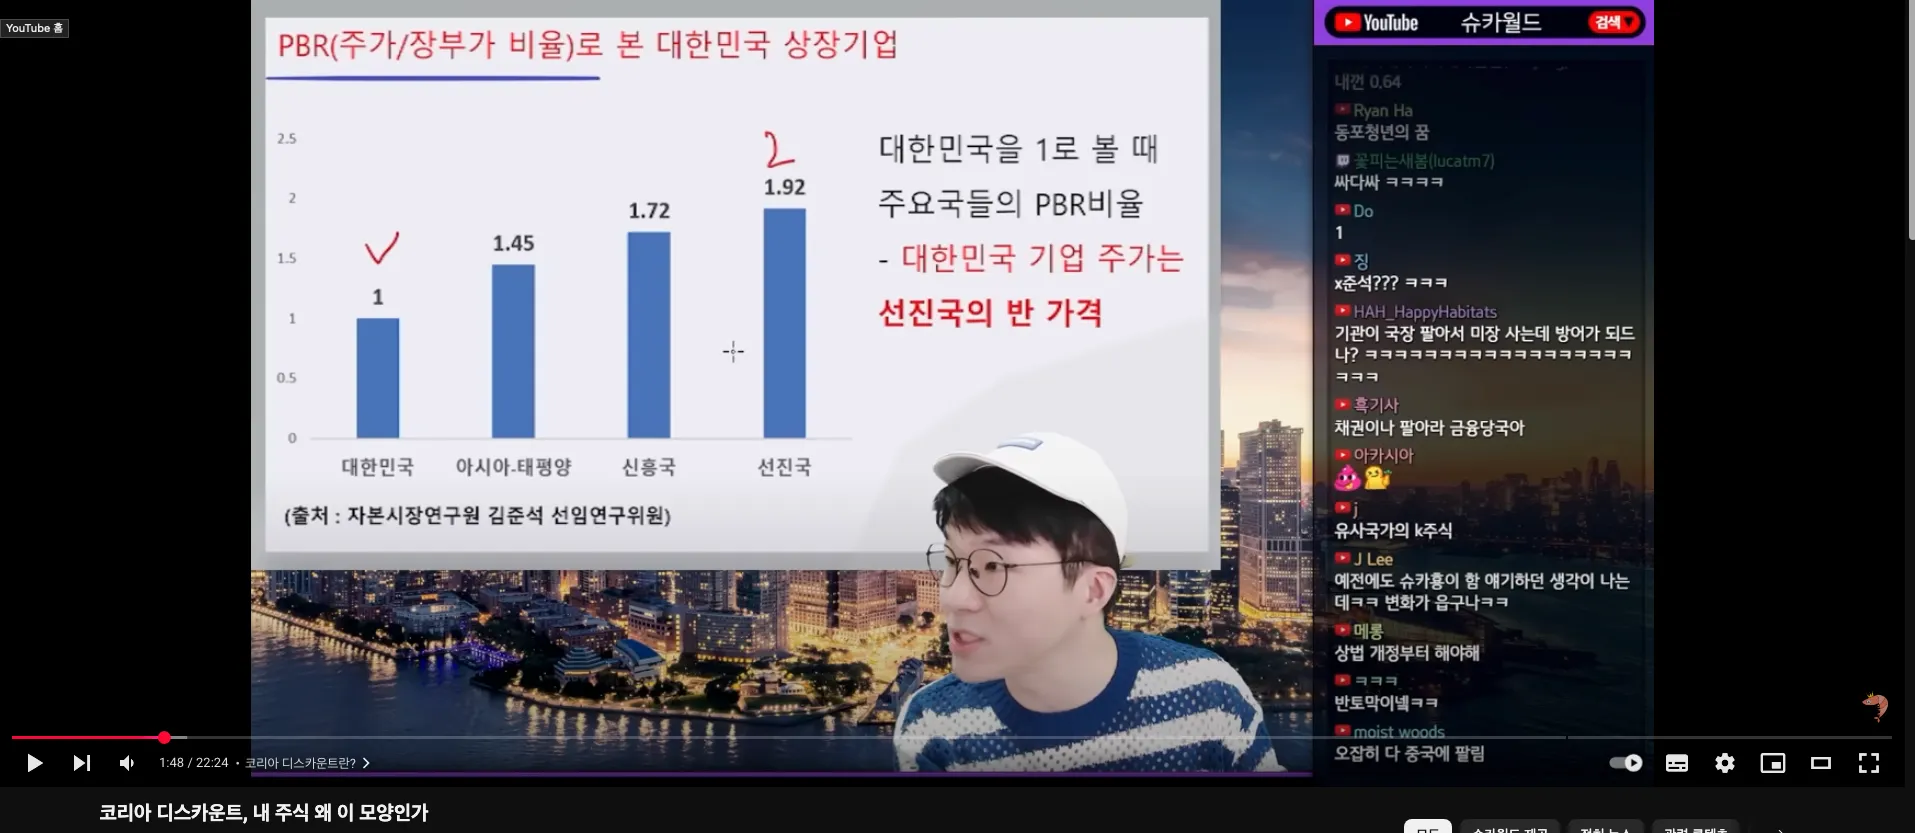 YouTube 홈
PBR(주가/장부가 비율)로 본 대한민국 상장기업
2.5
2
1.5
1
0.5
0
1
1.45
1.72
2
1.92
대한민국
아시아-태평양
신흥국
선진국
(출처 : 자본시장연구원 김준석 선임연구위원)
대한민국을 1로 볼 때
주요국들의 PBR비율
- 대한민국 기업 주가는
선진국의 반 가격
YouTube 슈카월드 검색
내껀 0.64
Ryan Ha
동포청년의 꿈
꽃피는새봄(lucatm7)
싸다싸 ㅋㅋㅋㅋ
Do
1
징
x준석??? ㅋㅋㅋ
HAH_HappyHabitats
기관이 국장 팔아서 미장 사는데 방어가 되드
나? ㅋㅋㅋㅋㅋㅋㅋㅋㅋㅋㅋㅋㅋㅋㅋㅋㅋㅋ
ㅋㅋㅋ
흑기사
채권이나 팔아라 금융당국아
아카시아
j
유사국가의 k주식
J Lee
예전에도 슈카횽이 함 얘기하던 생각이 나는
데ㅋㅋ 변화가 읍구나ㅋㅋ
메롱
상법 개정부터 해야해
ㅋㅋㅋ
반토막이넼ㅋㅋ
moist woods
오잡히 다 중국에 팔림
1:48 / 22:24 • 코리아 디스카운트란?
코리아 디스카운트, 내 주식 왜 이 모양인가